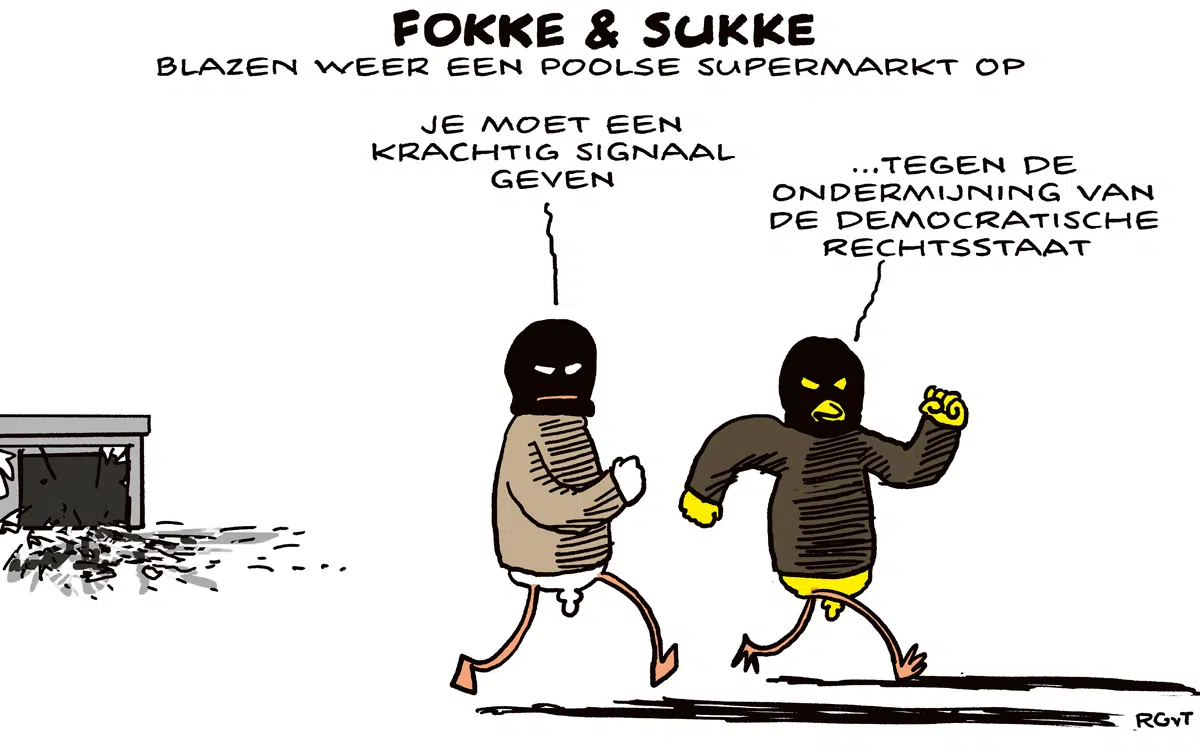 FOKKE & SUKKE
BLAZEN WEER EEN POOLSE SUPERMARKT OP
JE MOET EEN
KRACHTIG SIGNAAL
GEVEN
...TEGEN DE
ONDERMIJNING VAN
DE DEMOCRATISCHE
RECHTSSTAAT
RGvT